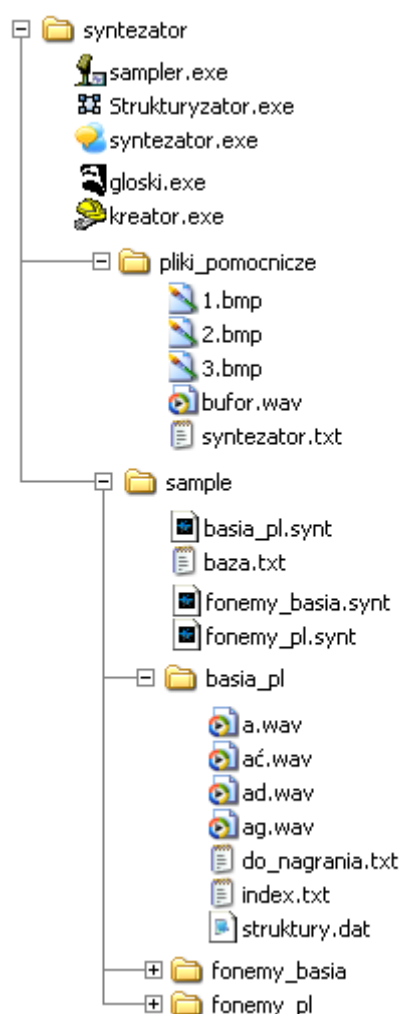 syntezator
sampler.exe
Strukturyzator.exe
syntezator.exe
gloski.exe
kreator.exe
pliki_pomocnicze
1.bmp
2.bmp
3.bmp
bufor.wav
syntezator.txt
sample
basia_pl.synt
baza.txt
fonemy_basia.synt
fonemy_pl.synt
basia_pl
a.wav
ać.wav
ad.wav
ag.wav
do_nagrania.txt
index.txt
struktury.dat
fonemy_basia
fonemy_pl